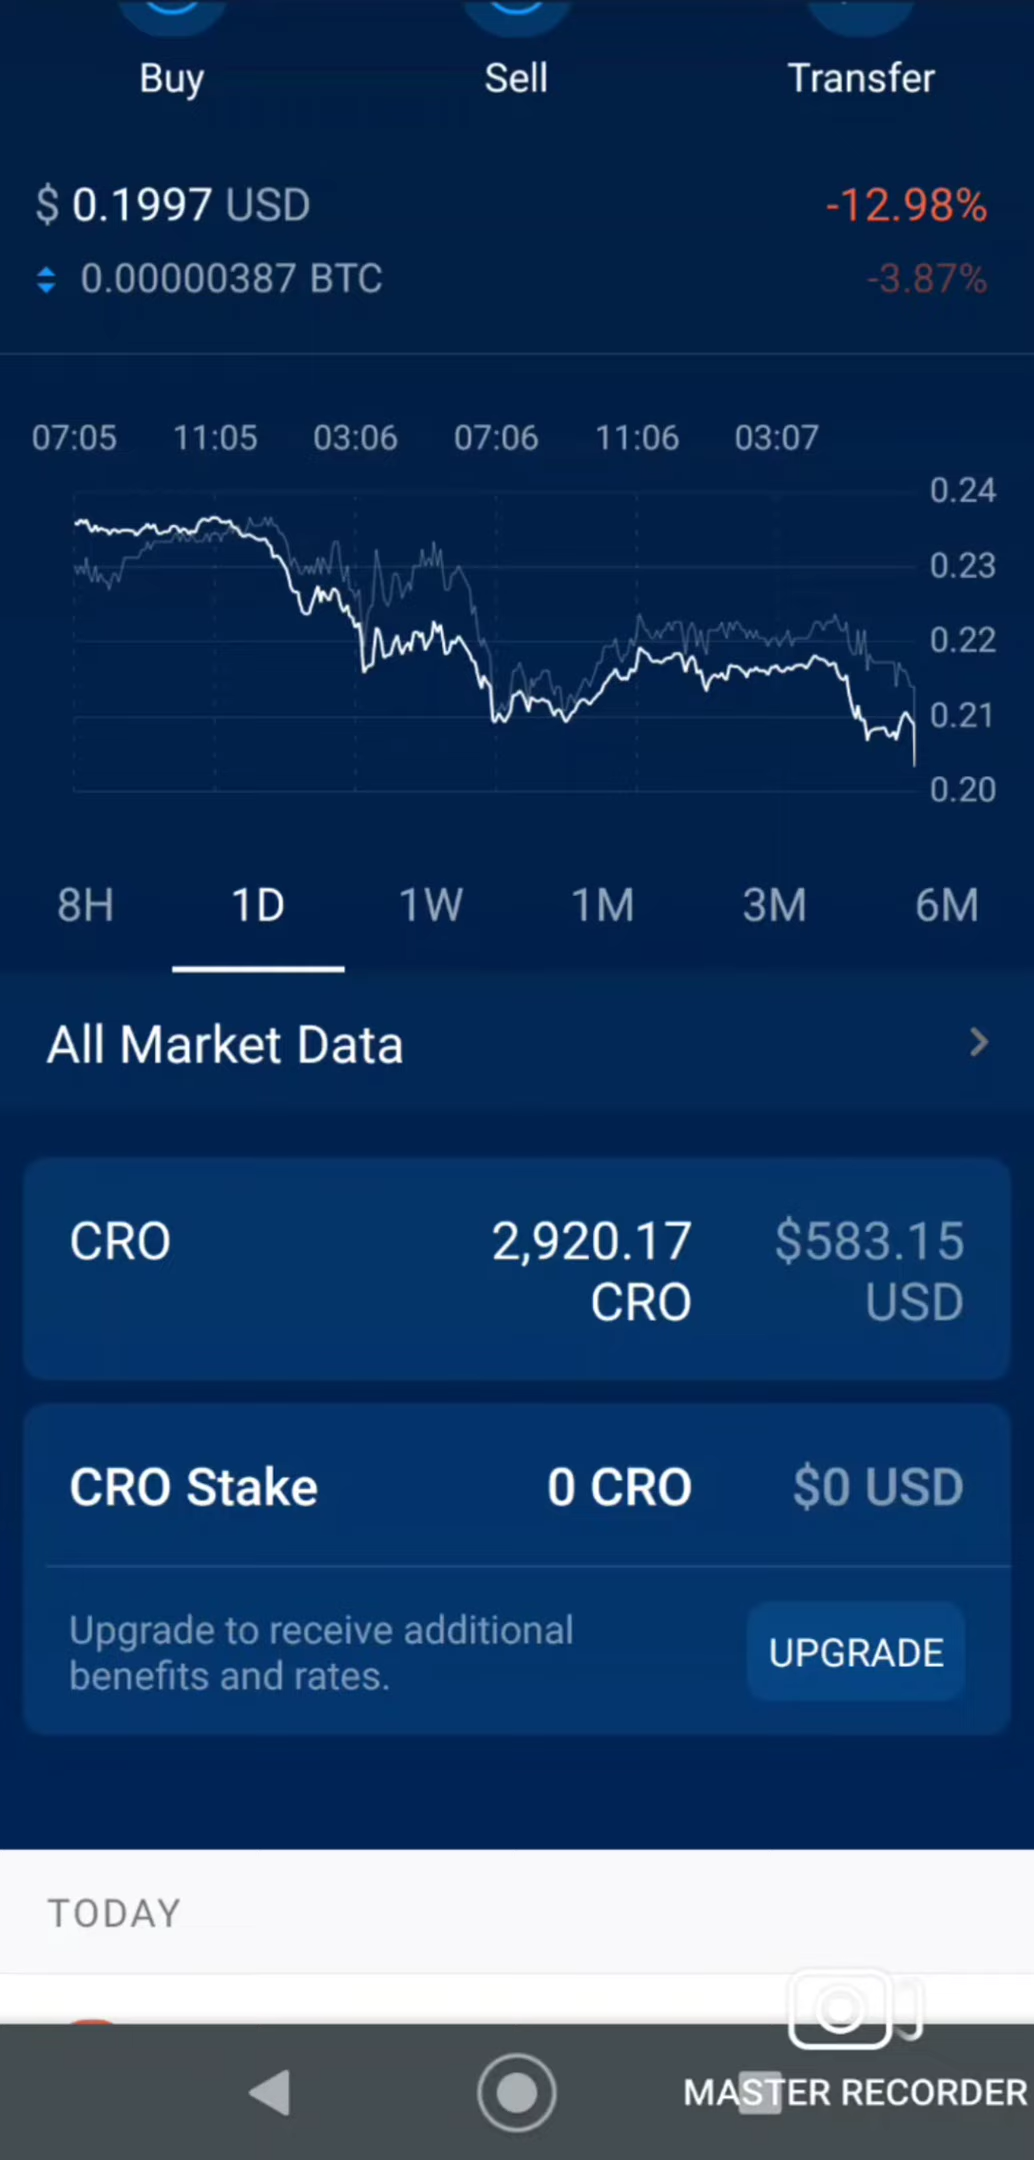 Buy Sell Transfer
$ 0.1997 USD -12.98%
0.00000387 BTC -3.87%
07:05 11:05 03:06 07:06 11:06 03:07
0.24
0.23
0.22
0.21
0.20
8H 1D 1W 1M 3M 6M
All Market Data
CRO 2,920.17 $583.15
CRO USD
CRO Stake 0 CRO $0 USD
Upgrade to receive additional
benefits and rates.
UPGRADE
TODAY
MASTER RECORDER